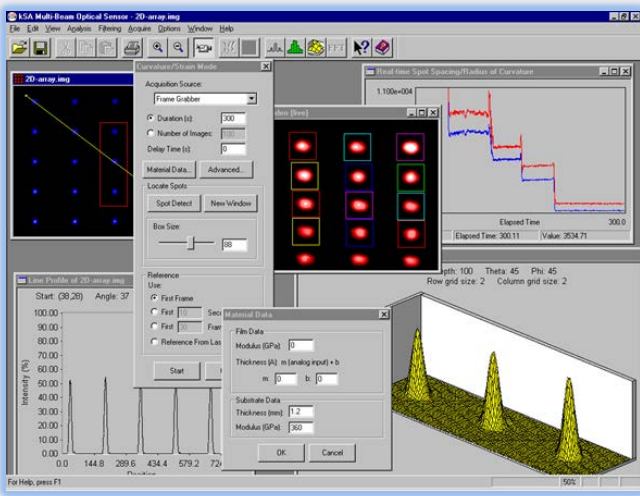 kSA Multi-Beam Optical Sensor - 2D-array.img
File Edit View Analysis Filtering Acquire Options Window Help
FFT
2D-array.img
Curvature/Strain Mode
Acquisition Source:
Frame Grabber
Duration (s): 300
Number of Images: 100
Delay Time (s): 0
Material Data... Advanced...
Locate Spots
Spot Detect New Window
Box Size:
88
Reference
Use:
First Frame
First 10
First 30
Reference From Las
Start
(live)
Real-time Spot Spacing/Radius of Curvature
1.100e+004
Elapsed Time 300.0
Elapsed Time: 300.11 Value: 3534.71
Line Profile of 2D-array.img
Start: (38,28) Angle: 37
Intensity (%)
100.00
90.00
80.00
70.00
60.00
50.00
40.00
30.00
20.00
10.00
0.00
0.0 144.8 289.6 434.4 579.2
Position
Depth: 100 Theta: 45 Phi: 45
Row grid size: 2 Column grid size: 2
Material Data
Film Data
Modulus (GPa): 0
Thickness (A): m (analog input) + b
m: 0 b: 0
Substrate Data
Thickness (mm): 1.2
Modulus (GPa): 360
OK Cancel
For Help, press F1
50%